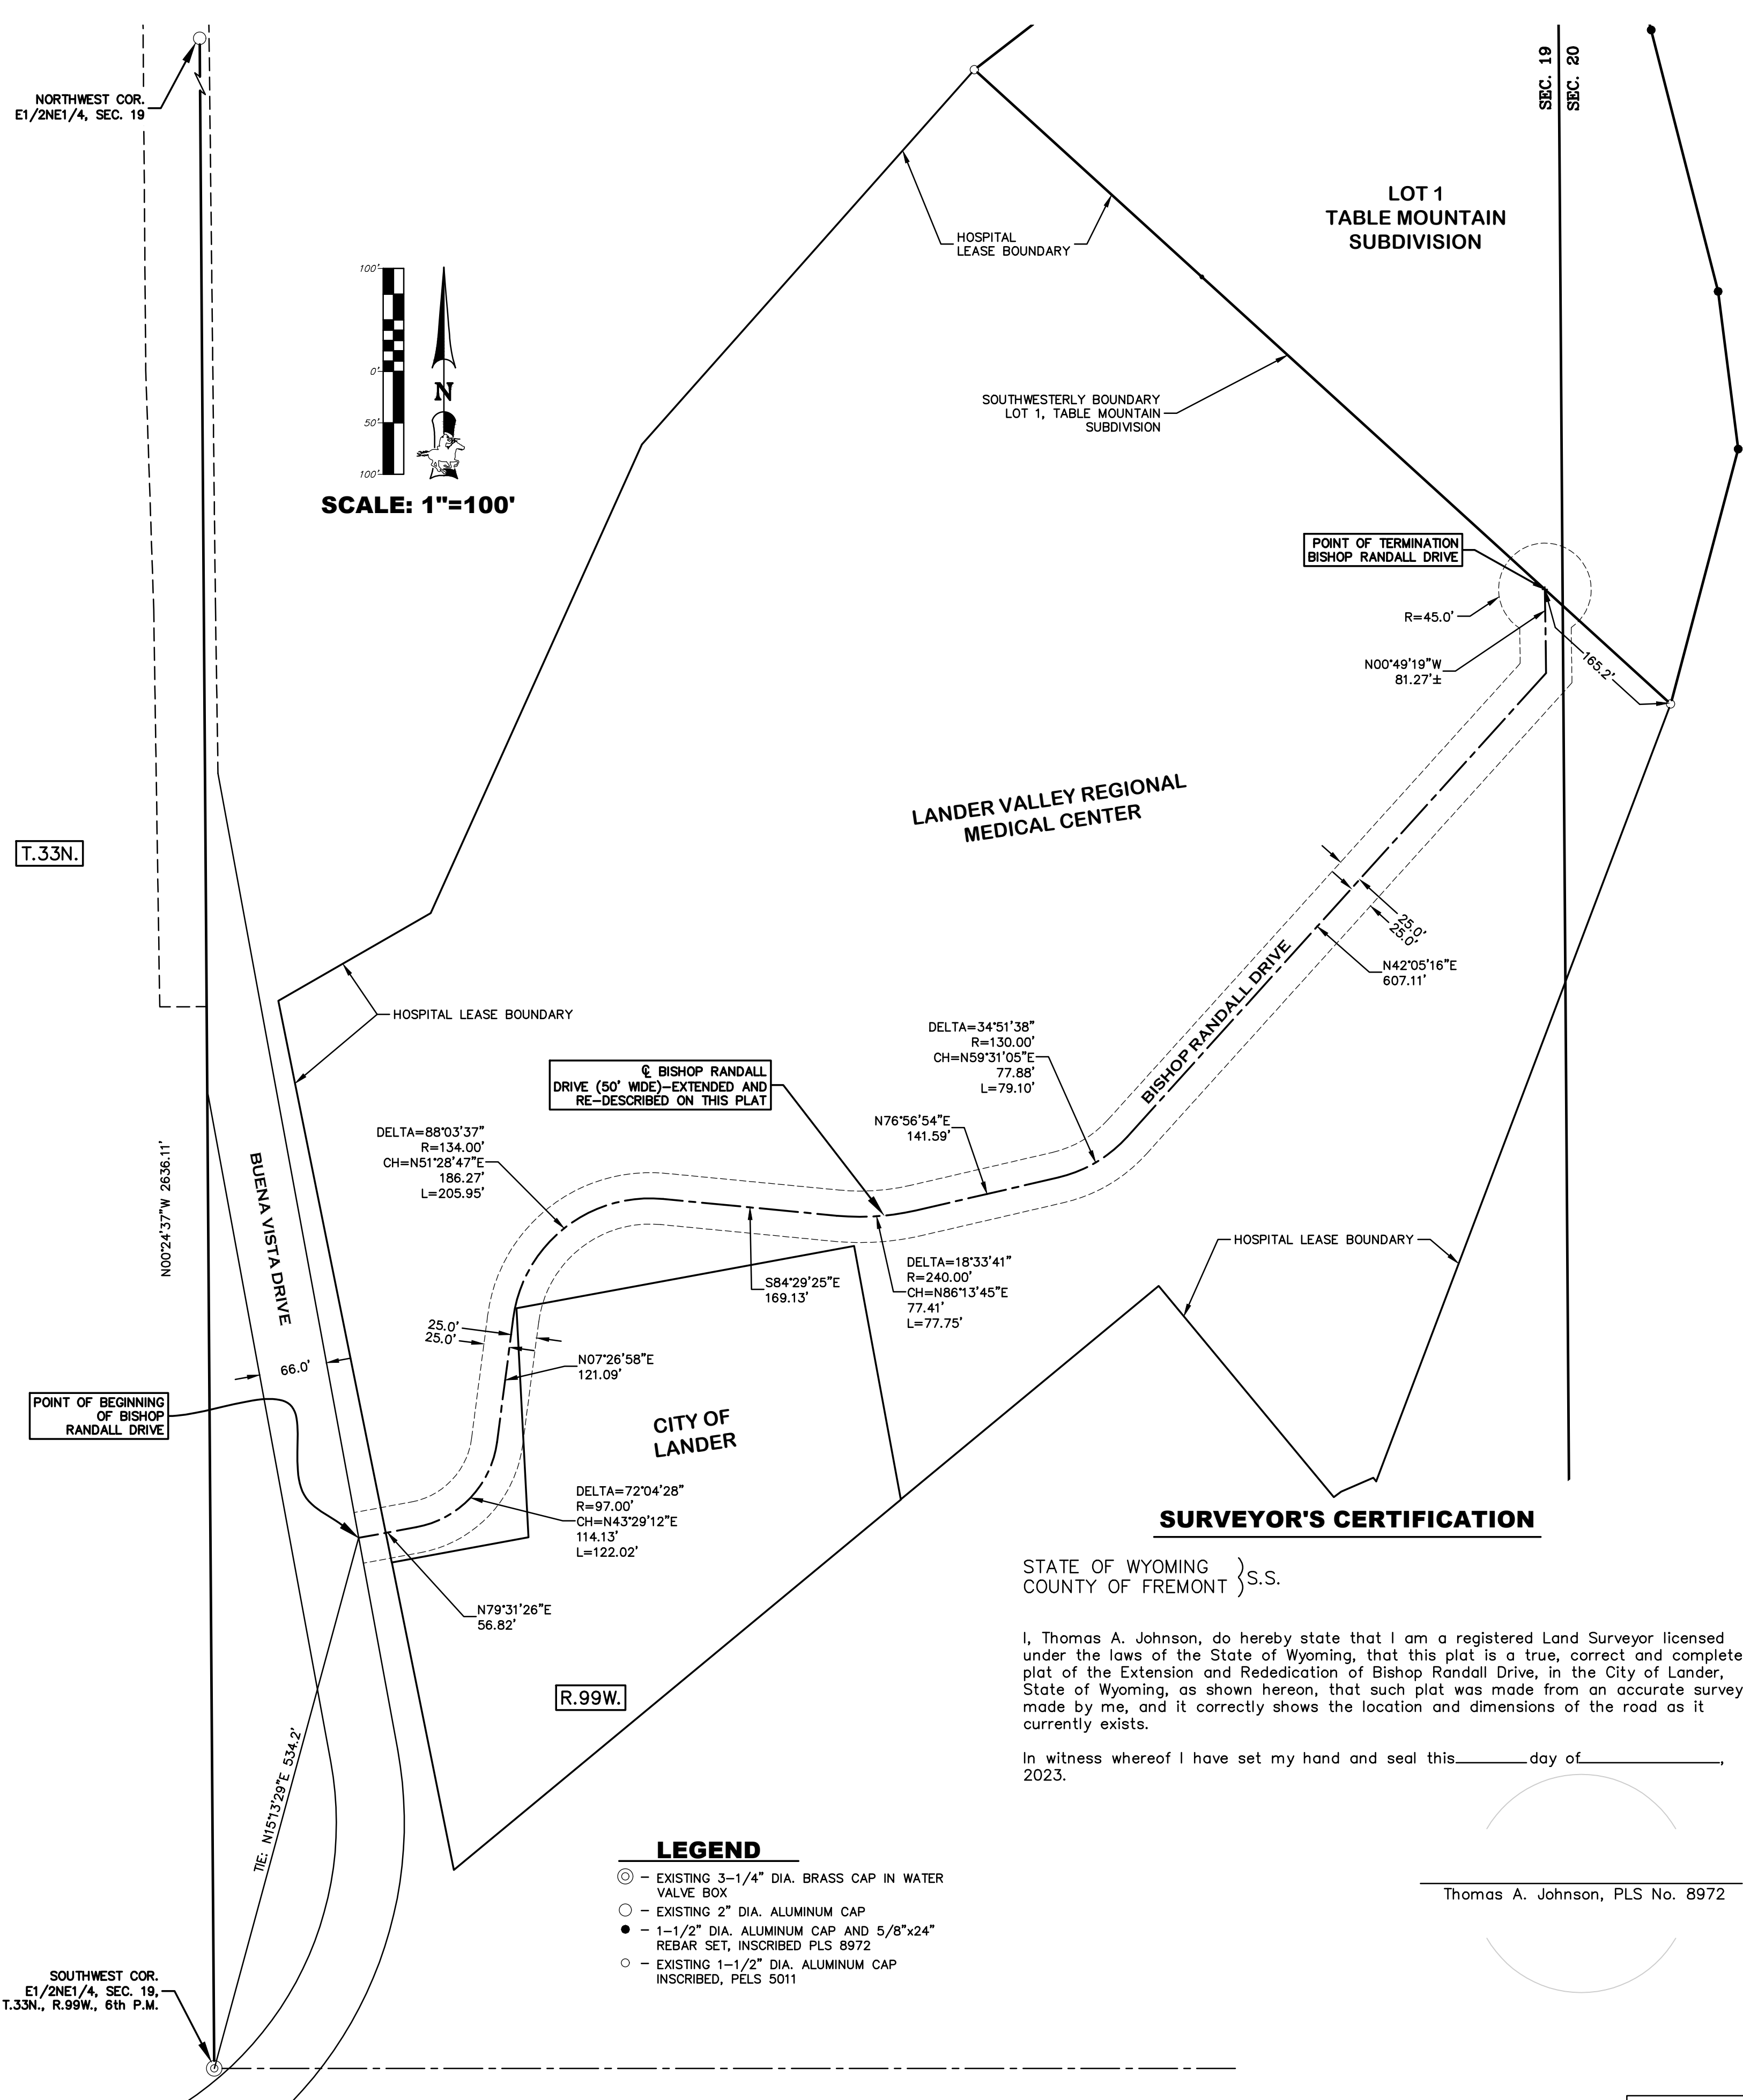 NORTHWEST COR.
E1/2NE1/4, SEC. 19
SEC. 19
SEC. 20
LOT 1
TABLE MOUNTAIN
SUBDIVISION
HOSPITAL
LEASE BOUNDARY
100'
0'
50'
100'
N
SCALE: 1"=100'
SOUTHWESTERLY BOUNDARY
LOT 1, TABLE MOUNTAIN
SUBDIVISION
POINT OF TERMINATION
BISHOP RANDALL DRIVE
R=45.0'
N00°49'19"W
81.27'±
165.2'
LANDER VALLEY REGIONAL
MEDICAL CENTER
T.33N.
25.0'
25.0'
N42°05'16"E
607.11'
BISHOP RANDALL DRIVE
HOSPITAL LEASE BOUNDARY
DELTA=34°51'38"
R=130.00'
CH=N59°31'05"E
77.88'
L=79.10'
℄ BISHOP RANDALL
DRIVE (50' WIDE)-EXTENDED AND
RE-DESCRIBED ON THIS PLAT
N76°56'54"E
141.59'
DELTA=88°03'37"
R=134.00'
CH=N51°28'47"E
186.27'
L=205.95'
N00°24'37"W 2636.11'
BUENA VISTA DRIVE
HOSPITAL LEASE BOUNDARY
S84°29'25"E
169.13'
DELTA=18°33'41"
R=240.00'
CH=N86°13'45"E
77.41'
L=77.75'
25.0'
25.0'
N07°26'58"E
121.09'
66.0'
POINT OF BEGINNING
OF BISHOP
RANDALL DRIVE
CITY OF
LANDER
DELTA=72°04'28"
R=97.00'
CH=N43°29'12"E
114.13'
L=122.02'
N79°31'26"E
56.82'
R.99W.
TIE: N15°13'29"E 534.2'
SURVEYOR'S CERTIFICATION
STATE OF WYOMING
COUNTY OF FREMONT }S.S.
I, Thomas A. Johnson, do hereby state that I am a registered Land Surveyor licensed
under the laws of the State of Wyoming, that this plat is a true, correct and complete
plat of the Extension and Rededication of Bishop Randall Drive, in the City of Lander,
State of Wyoming, as shown hereon, that such plat was made from an accurate survey
made by me, and it correctly shows the location and dimensions of the road as it
currently exists.
In witness whereof I have set my hand and seal this________day of________________,
2023.
Thomas A. Johnson, PLS No. 8972
LEGEND
- EXISTING 3-1/4" DIA. BRASS CAP IN WATER
VALVE BOX
- EXISTING 2" DIA. ALUMINUM CAP
- 1-1/2" DIA. ALUMINUM CAP AND 5/8"x24"
REBAR SET, INSCRIBED PLS 8972
- EXISTING 1-1/2" DIA. ALUMINUM CAP
INSCRIBED, PELS 5011
SOUTHWEST COR.
E1/2NE1/4, SEC. 19,
T.33N., R.99W., 6th P.M.